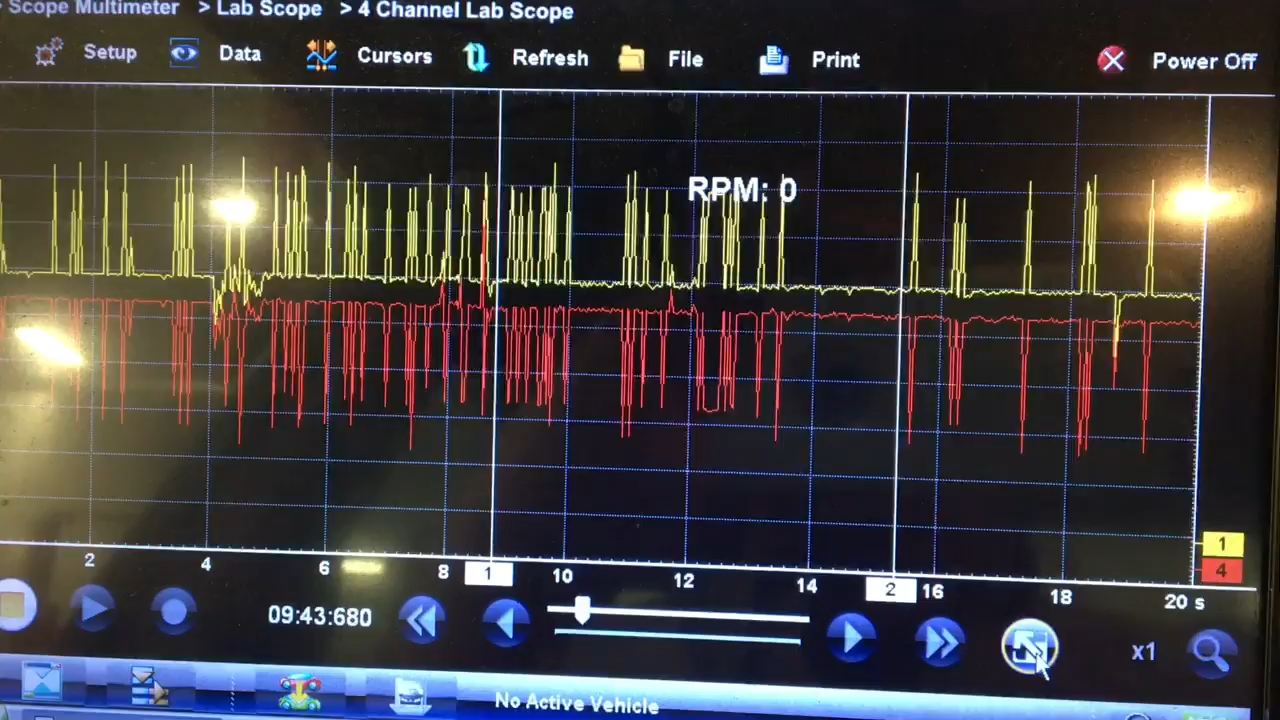 Scope Multimeter > Lab Scope > 4 Channel Lab Scope
Setup Data Cursors Refresh File Print Power Off
RPM: 0
1
4
2 4 6 8 1 10 12 14 2 16 18 20 s
09:43:680 x1
No Active Vehicle